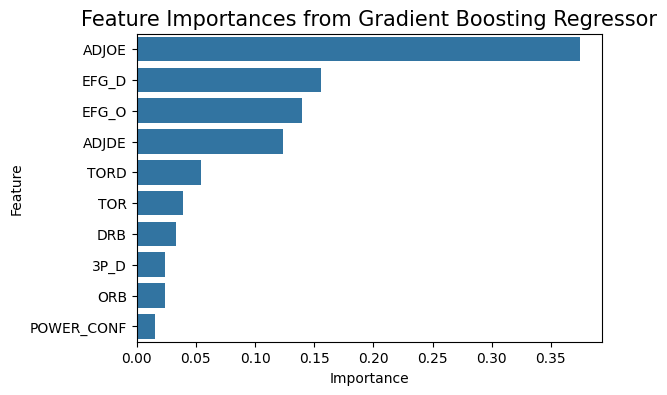 Feature Importances from Gradient Boosting Regressor
ADJOE
EFG_D
EFG_O
ADJDE
TORD
TOR
DRB
3P_D
ORB
POWER_CONF
Feature
0.00 0.05 0.10 0.15 0.20 0.25 0.30 0.35
Importance